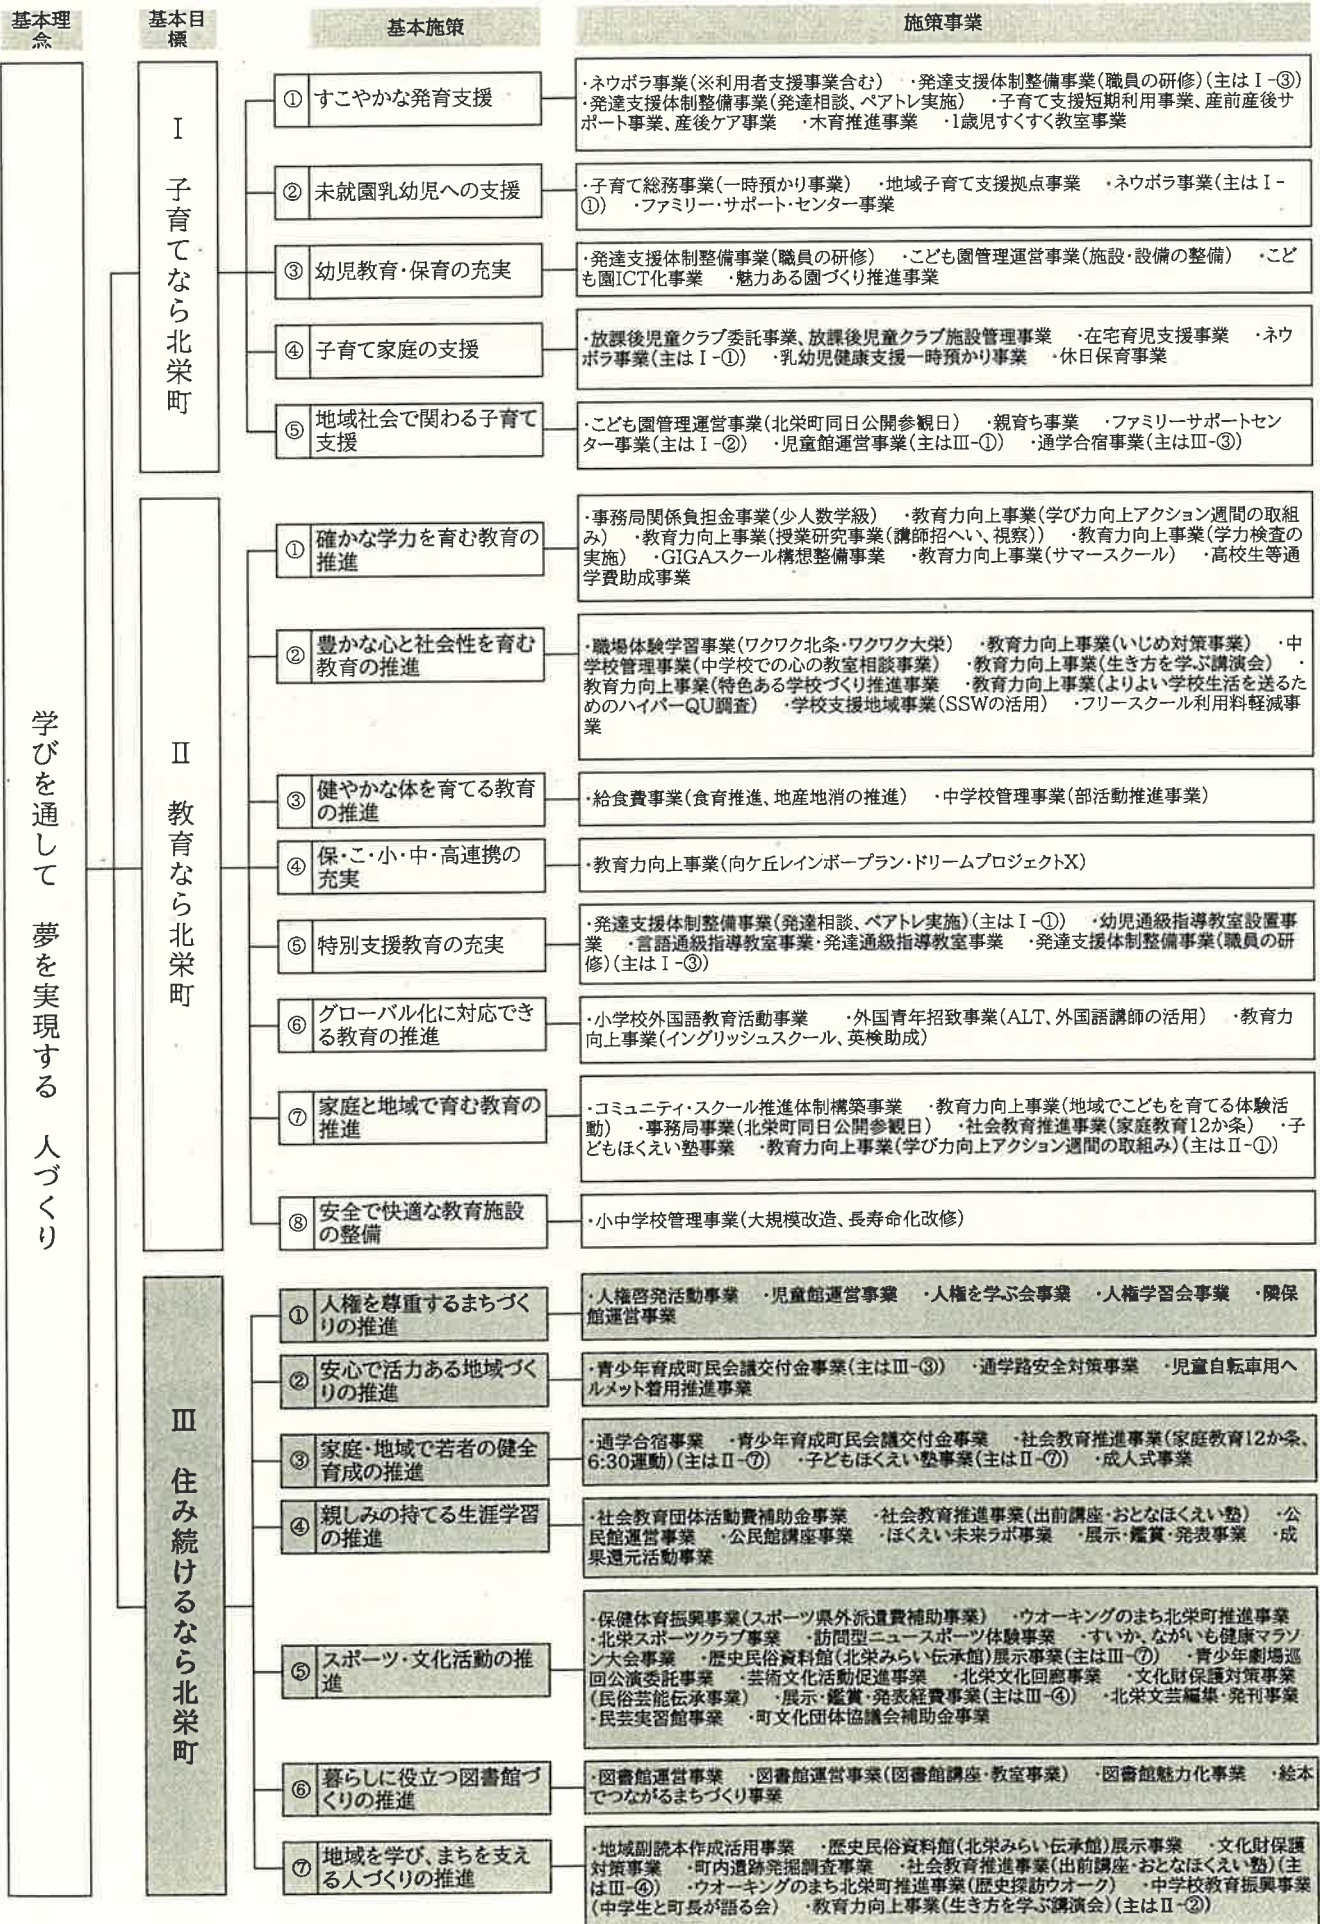 基本理
念
基本目
標
基本施策
施策事業
学びを通して　夢を実現する　人づくり
Ⅰ　子育てなら北栄町
① すこやかな発育支援
・ネウボラ事業(※利用者支援事業含む)　・発達支援体制整備事業(職員の研修)(主はⅠ-③)
・発達支援体制整備事業(発達相談、ペアトレ実施)　・子育て支援短期利用事業、産前産後サ
ポート事業、産後ケア事業　・木育推進事業　・1歳児すくすく教室事業
② 未就園乳幼児への支援
・子育て総務事業(一時預かり事業)　・地域子育て支援拠点事業　・ネウボラ事業(主はⅠ-
①)　・ファミリー・サポート・センター事業
③ 幼児教育・保育の充実
・発達支援体制整備事業(職員の研修)　・こども園管理運営事業(施設・設備の整備)　・こど
も園ICT化事業　・魅力ある園づくり推進事業
④ 子育て家庭の支援
・放課後児童クラブ委託事業、放課後児童クラブ施設管理事業　・在宅育児支援事業　・ネウ
ボラ事業(主はⅠ-①)　・乳幼児健康支援一時預かり事業　・休日保育事業
⑤ 地域社会で関わる子育て
支援
・こども園管理運営事業(北栄町同日公開参観日)　・親育ち事業　・ファミリーサポートセン
ター事業(主はⅠ-②)　・児童館運営事業(主はⅢ-①)　・通学合宿事業(主はⅢ-③)
Ⅱ　教育なら北栄町
① 確かな学力を育む教育の
推進
・事務局関係負担金事業(少人数学級)　・教育力向上事業(学び力向上アクション週間の取組
み)　・教育力向上事業(授業研究事業(講師招へい、視察))　・教育力向上事業(学力検査の
実施)　・GIGAスクール構想整備事業　・教育力向上事業(サマースクール)　・高校生等通
学費助成事業
② 豊かな心と社会性を育む
教育の推進
・職場体験学習事業(ワクワク北条・ワクワク大栄)　・教育力向上事業(いじめ対策事業)　・中
学校管理事業(中学校での心の教室相談事業)　・教育力向上事業(生き方を学ぶ講演会)　・
教育力向上事業(特色ある学校づくり推進事業　・教育力向上事業(よりよい学校生活を送るた
めのハイパーQU調査)　・学校支援地域事業(SSWの活用)　・フリースクール利用料軽減事
業
③ 健やかな体を育てる教育
の推進
・給食費事業(食育推進、地産地消の推進)　・中学校管理事業(部活動推進事業)
④ 保・こ・小・中・高連携の
充実
・教育力向上事業(向ケ丘レインボープラン・ドリームプロジェクトX)
⑤ 特別支援教育の充実
・発達支援体制整備事業(発達相談、ペアトレ実施)(主はⅠ-①)　・幼児通級指導教室設置事
業　・言語通級指導教室事業・発達通級指導教室事業　・発達支援体制整備事業(職員の研
修)(主はⅠ-③)
⑥ グローバル化に対応でき
る教育の推進
・小学校外国語教育活動事業　・外国青年招致事業(ALT、外国語講師の活用)　・教育力
向上事業(イングリッシュスクール、英検助成)
⑦ 家庭と地域で育む教育の
推進
・コミュニティ・スクール推進体制構築事業　・教育力向上事業(地域でこどもを育てる体験活
動)　・事務局事業(北栄町同日公開参観日)　・社会教育推進事業(家庭教育12か条)　・子
どもほくえい塾事業　・教育力向上事業(学び力向上アクション週間の取組み)(主はⅡ-①)
⑧ 安全で快適な教育施設
の整備
・小中学校管理事業(大規模改造、長寿命化改修)
Ⅲ　住み続けるなら北栄町
① 人権を尊重するまちづく
りの推進
・人権啓発活動事業　・児童館運営事業　・人権を学ぶ会事業　・人権学習会事業　・隣保
館運営事業
② 安心で活力ある地域づく
りの推進
・青少年育成町民会議交付金事業(主はⅢ-③)　・通学路安全対策事業　・児童自転車用ヘ
ルメット着用推進事業
③ 家庭・地域で若者の健全
育成の推進
・通学合宿事業　・青少年育成町民会議交付金事業　・社会教育推進事業(家庭教育12か条、
6:30運動)(主はⅡ-⑦)　・子どもほくえい塾事業(主はⅡ-⑦)　・成人式事業
④ 親しみの持てる生涯学習
の推進
・社会教育団体活動費補助金事業　・社会教育推進事業(出前講座・おとなほくえい塾)　・公
民館運営事業　・公民館講座事業　・ほくえい未来ラボ事業　・展示・鑑賞・発表事業　・成
果還元活動事業
⑤ スポーツ・文化活動の推
進
・保健体育振興事業(スポーツ県外派遣費補助事業)　・ウオーキングのまち北栄町推進事業
・北栄スポーツクラブ事業　・訪問型ニュースポーツ体験事業　・すいか、ながいも健康マラソ
ン大会事業　・歴史民俗資料館(北栄みらい伝承館)展示事業(主はⅢ-⑦)　・青少年劇場巡
回公演委託事業　・芸術文化活動促進事業　・北栄文化回廊事業　・文化財保護対策事業
(民俗芸能伝承事業)　・展示・鑑賞・発表経費事業(主はⅢ-④)　・北栄文芸編集・発刊事業
・民芸実習館事業　・町文化団体協議会補助金事業
⑥ 暮らしに役立つ図書館づ
くりの推進
・図書館運営事業　・図書館運営事業(図書館講座・教室事業)　・図書館魅力化事業　・絵本
でつながるまちづくり事業
⑦ 地域を学び、まちを支え
る人づくりの推進
・地域副読本作成活用事業　・歴史民俗資料館(北栄みらい伝承館)展示事業　・文化財保護
対策事業　・町内遺跡発掘調査事業　・社会教育推進事業(出前講座・おとなほくえい塾)(主
はⅢ-④)　・ウオーキングのまち北栄町推進事業(歴史探訪ウオーク)　・中学校教育振興事業
(中学生と町長が語る会)　・教育力向上事業(生き方を学ぶ講演会)(主はⅡ-②)